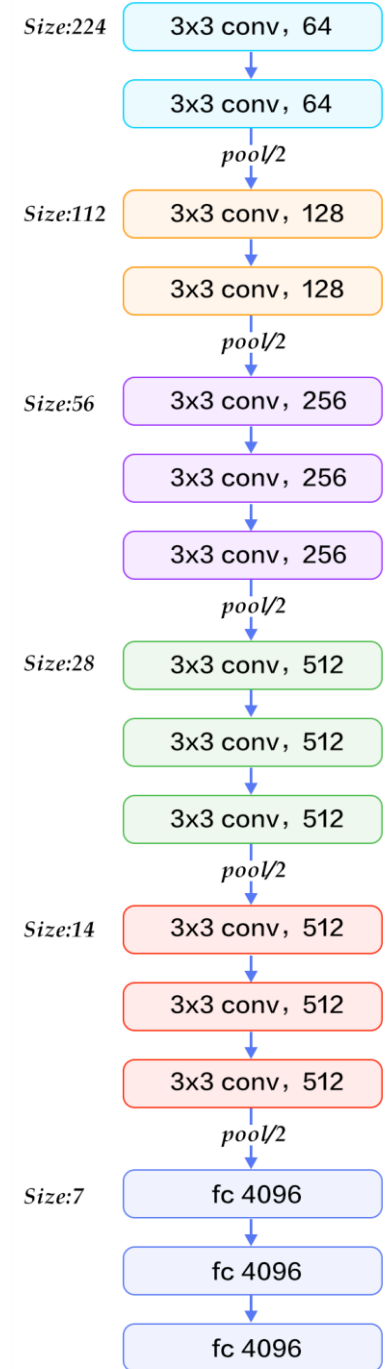 Size:224
3x3 conv, 64
3x3 conv, 64
pool/2
Size:112
3x3 conv, 128
3x3 conv, 128
pool/2
Size:56
3x3 conv, 256
3x3 conv, 256
3x3 conv, 256
pool/2
Size:28
3x3 conv, 512
3x3 conv, 512
3x3 conv, 512
pool/2
Size:14
3x3 conv, 512
3x3 conv, 512
3x3 conv, 512
pool/2
Size:7
fc 4096
fc 4096
fc 4096